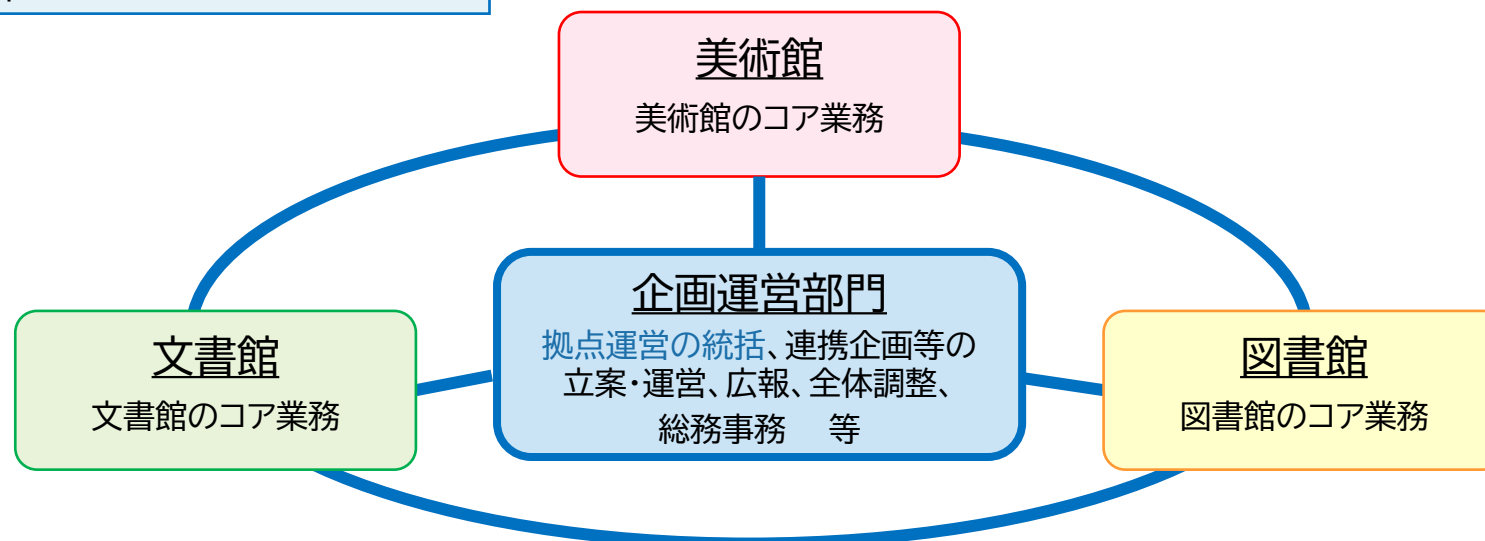 美術館
美術館のコア業務
企画運営部門
拠点運営の統括、連携企画等の
立案・運営、広報、全体調整、
総務事務　等
文書館
文書館のコア業務
図書館
図書館のコア業務